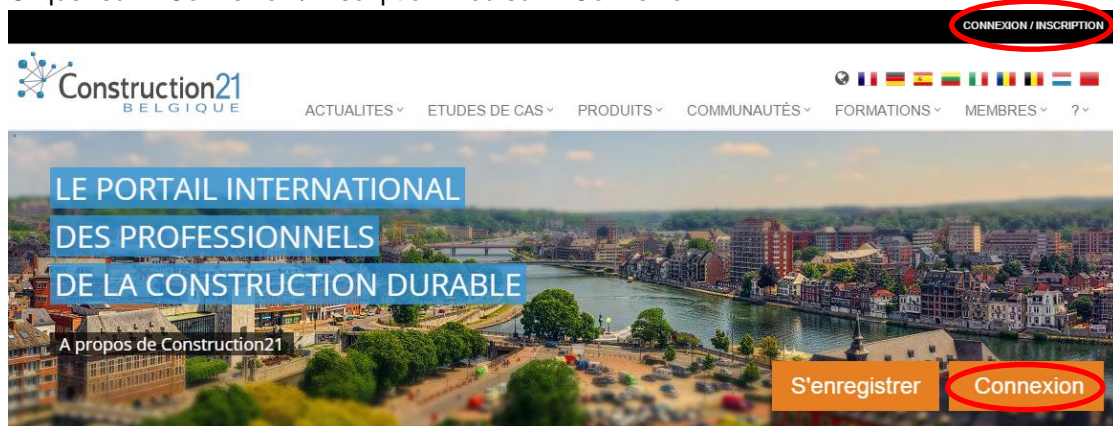 CONNEXION / INSCRIPTION
Construction21
BELGIQUE
ACTUALITES ETUDES DE CAS PRODUITS COMMUNAUTÉS FORMATIONS MEMBRES ?
LE PORTAIL INTERNATIONAL
DES PROFESSIONNELS
DE LA CONSTRUCTION DURABLE
A propos de Construction21
S'enregistrer Connexion